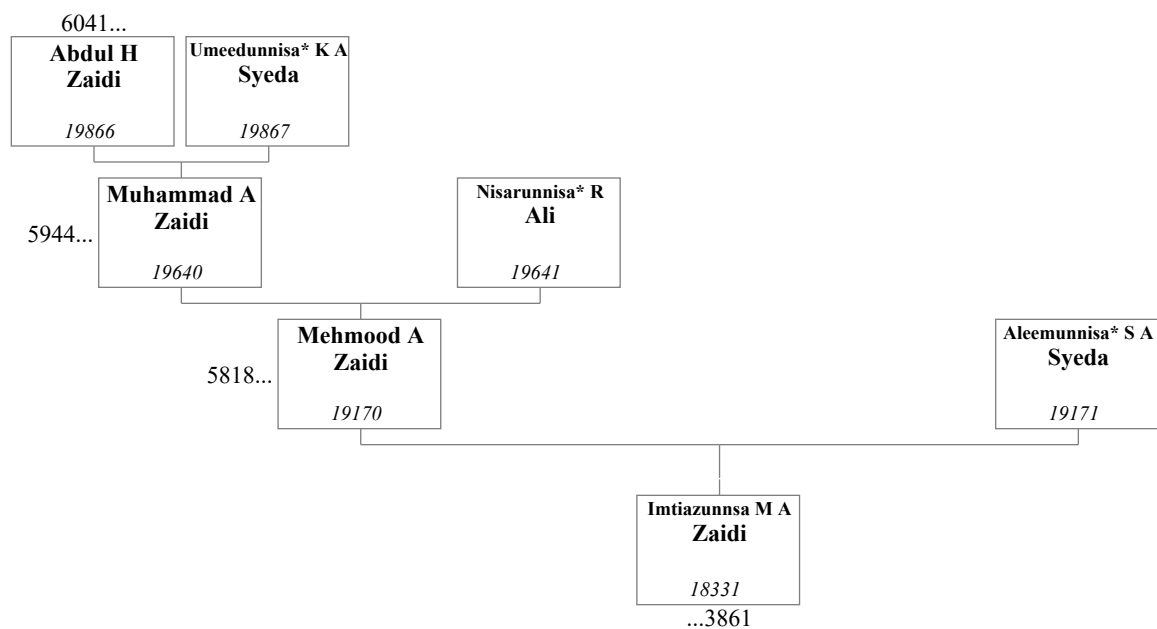 6041...
Abdul H
Zaidi
19866
Umeedunnisa* K A
Syeda
19867
Muhammad A
Zaidi
19640
5944...
Nisarunnisa* R
Ali
19641
Mehmood A
Zaidi
19170
5818...
Aleemunnisa* S A
Syeda
19171
Imtiazunnsa M A
Zaidi
18331
...3861